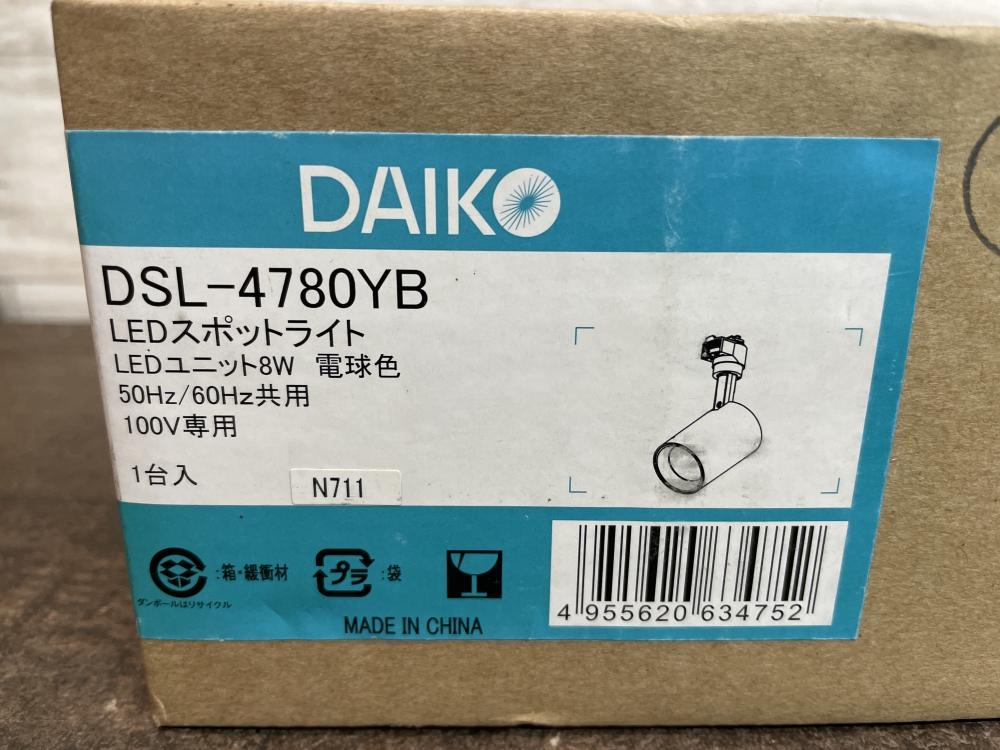 DAIKO
DSL-4780YB
LEDスポットライト
LEDユニット8W 電球色
50Hz/60Hz共用
100V専用
1台入
N711
:箱・緩衝材
プラ :袋
ダンボールはリサイクル
MADE IN CHINA
4 955620 634752